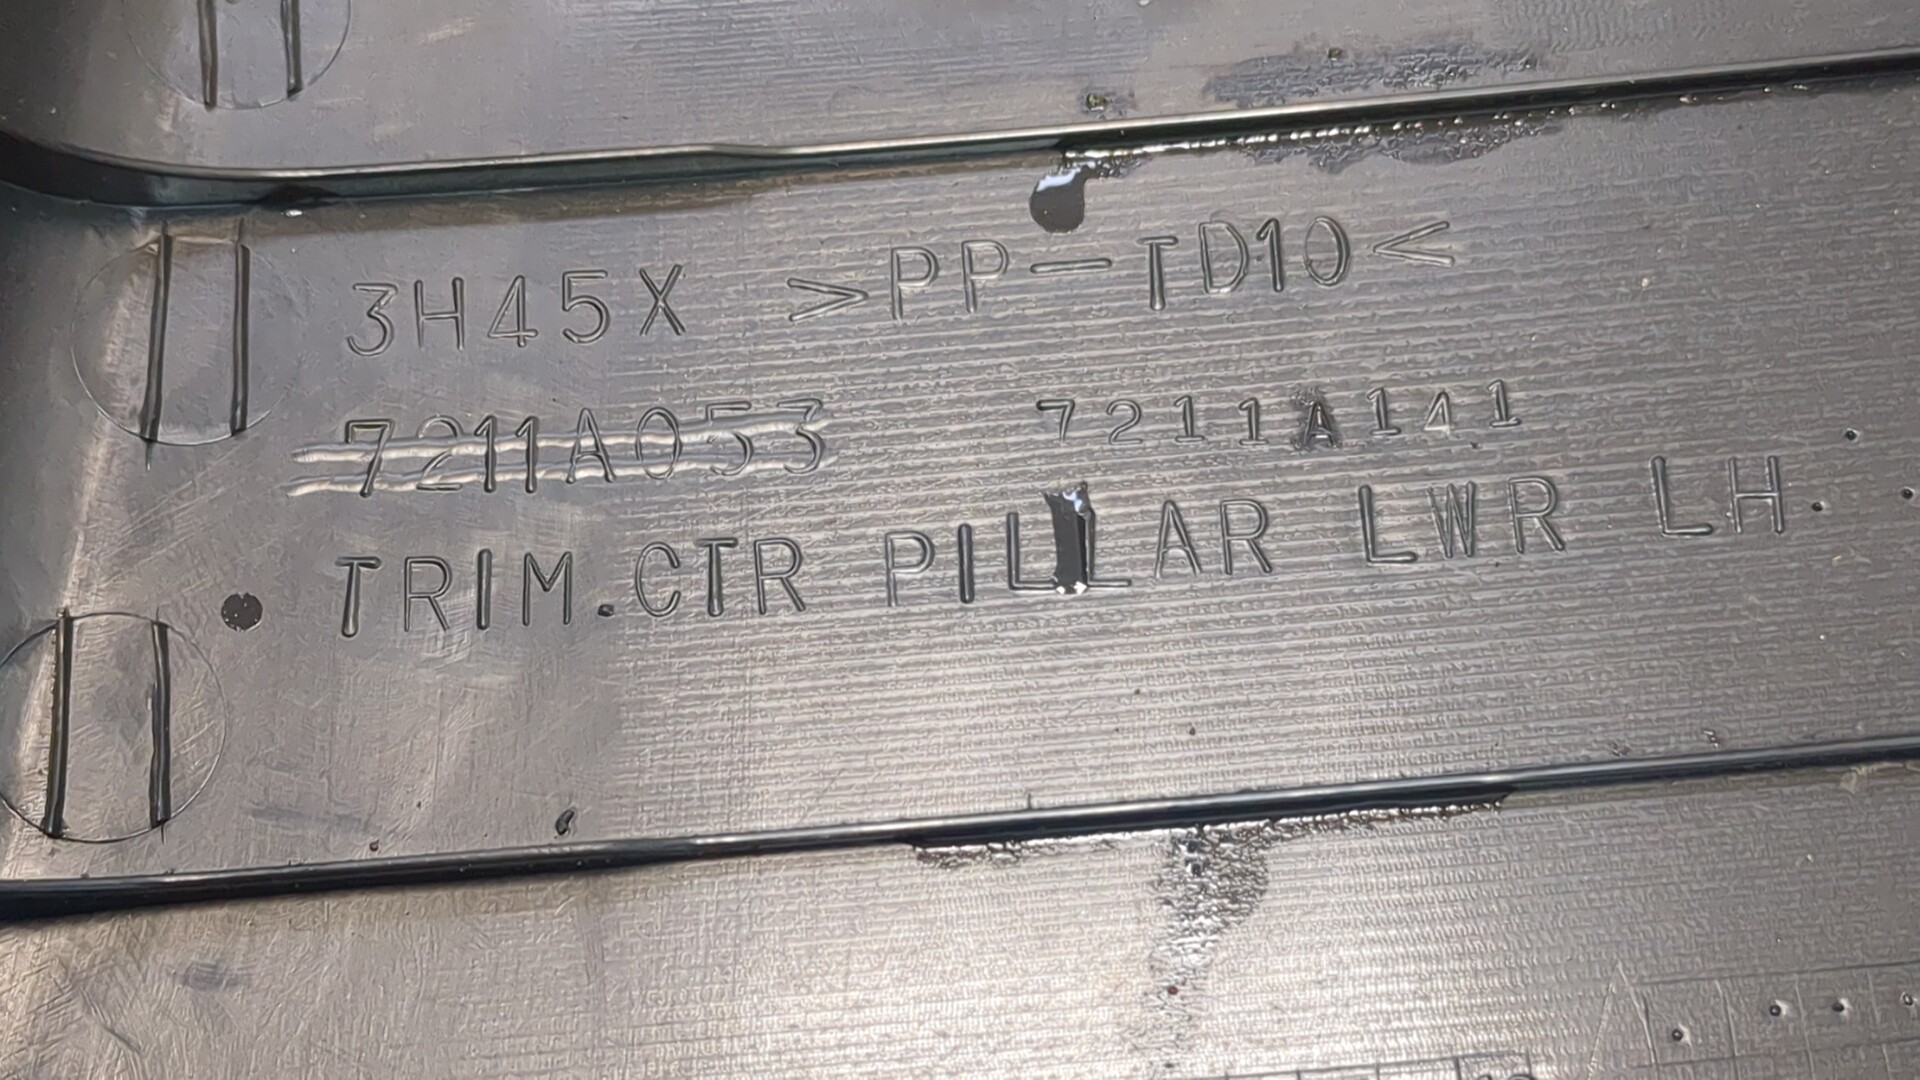 3H45X >PP-TD10<
7211A053 7211A141
TRIM.CTR PILLAR LWR LH